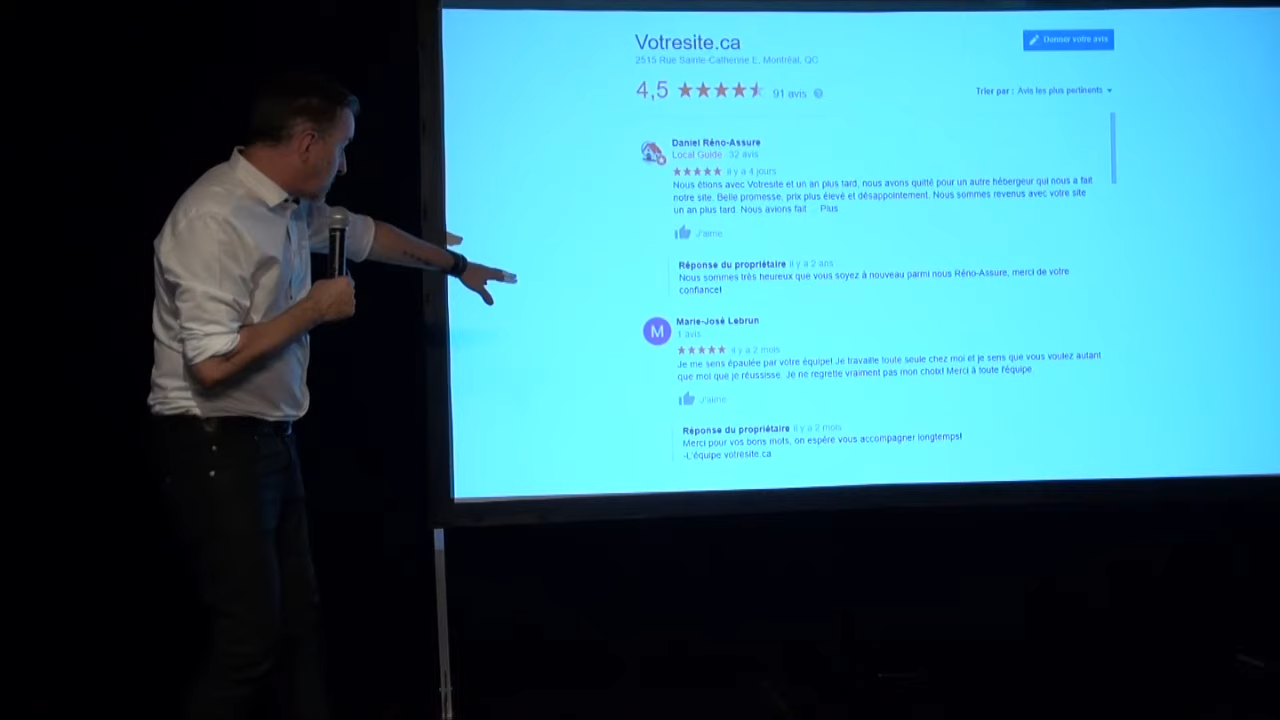 Votresite.ca
Donner votre avis
2515 Rue Sainte-Catherine E, Montréal, QC
4,5 91 avis
Trier par : Avis les plus pertinents
Daniel Réno-Assure
Local Guide · 32 avis
il y a 4 jours
Nous étions avec Votresite et un an plus tard, nous avons quitté pour un autre hébergeur qui nous a fait
notre site. Belle promesse, prix plus élevé et désappointement. Nous sommes revenus avec votre site
un an plus tard. Nous avions fait ... Plus
J'aime
Réponse du propriétaire il y a 2 ans
Nous sommes très heureux que vous soyez à nouveau parmi nous Réno-Assure, merci de votre
confiance!
M
Marie-José Lebrun
1 avis
il y a 2 mois
Je me sens épaulée par votre équipe! Je travaille toute seule chez moi et je sens que vous voulez autant
que moi que je réussisse. Je ne regrette vraiment pas mon choix! Merci à toute l'équipe.
J'aime
Réponse du propriétaire il y a 2 mois
Merci pour vos bons mots, on espère vous accompagner longtemps!
-L'équipe votresite.ca